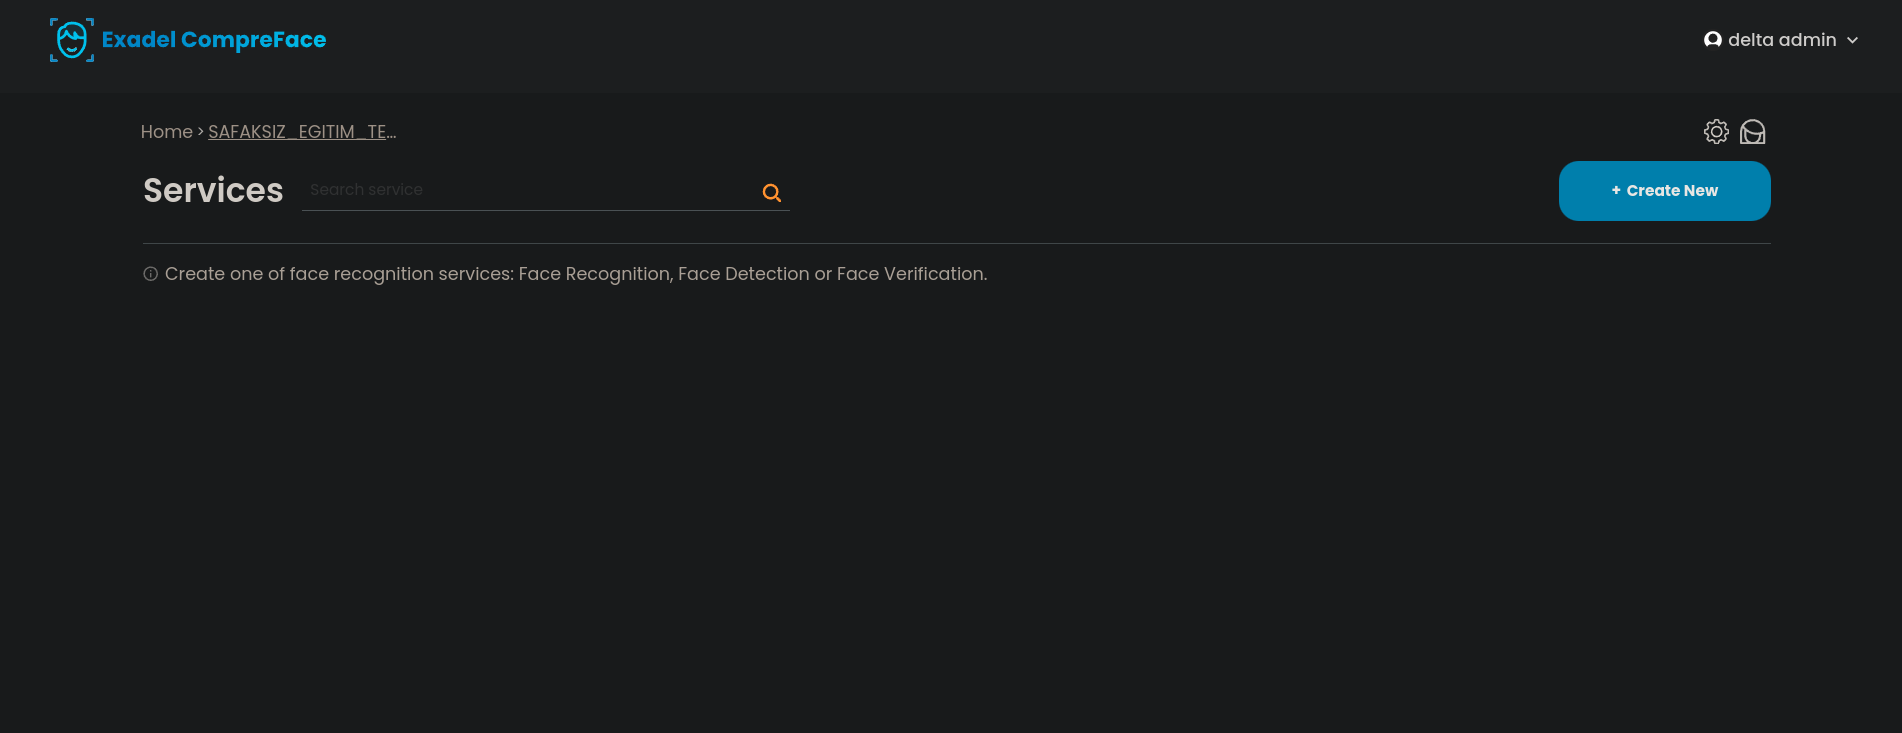 Exadel CompreFace
delta admin
Home > SAFAKSIZ_EGITIM_TE...
Services
Search service
+ Create New
Create one of face recognition services: Face Recognition, Face Detection or Face Verification.